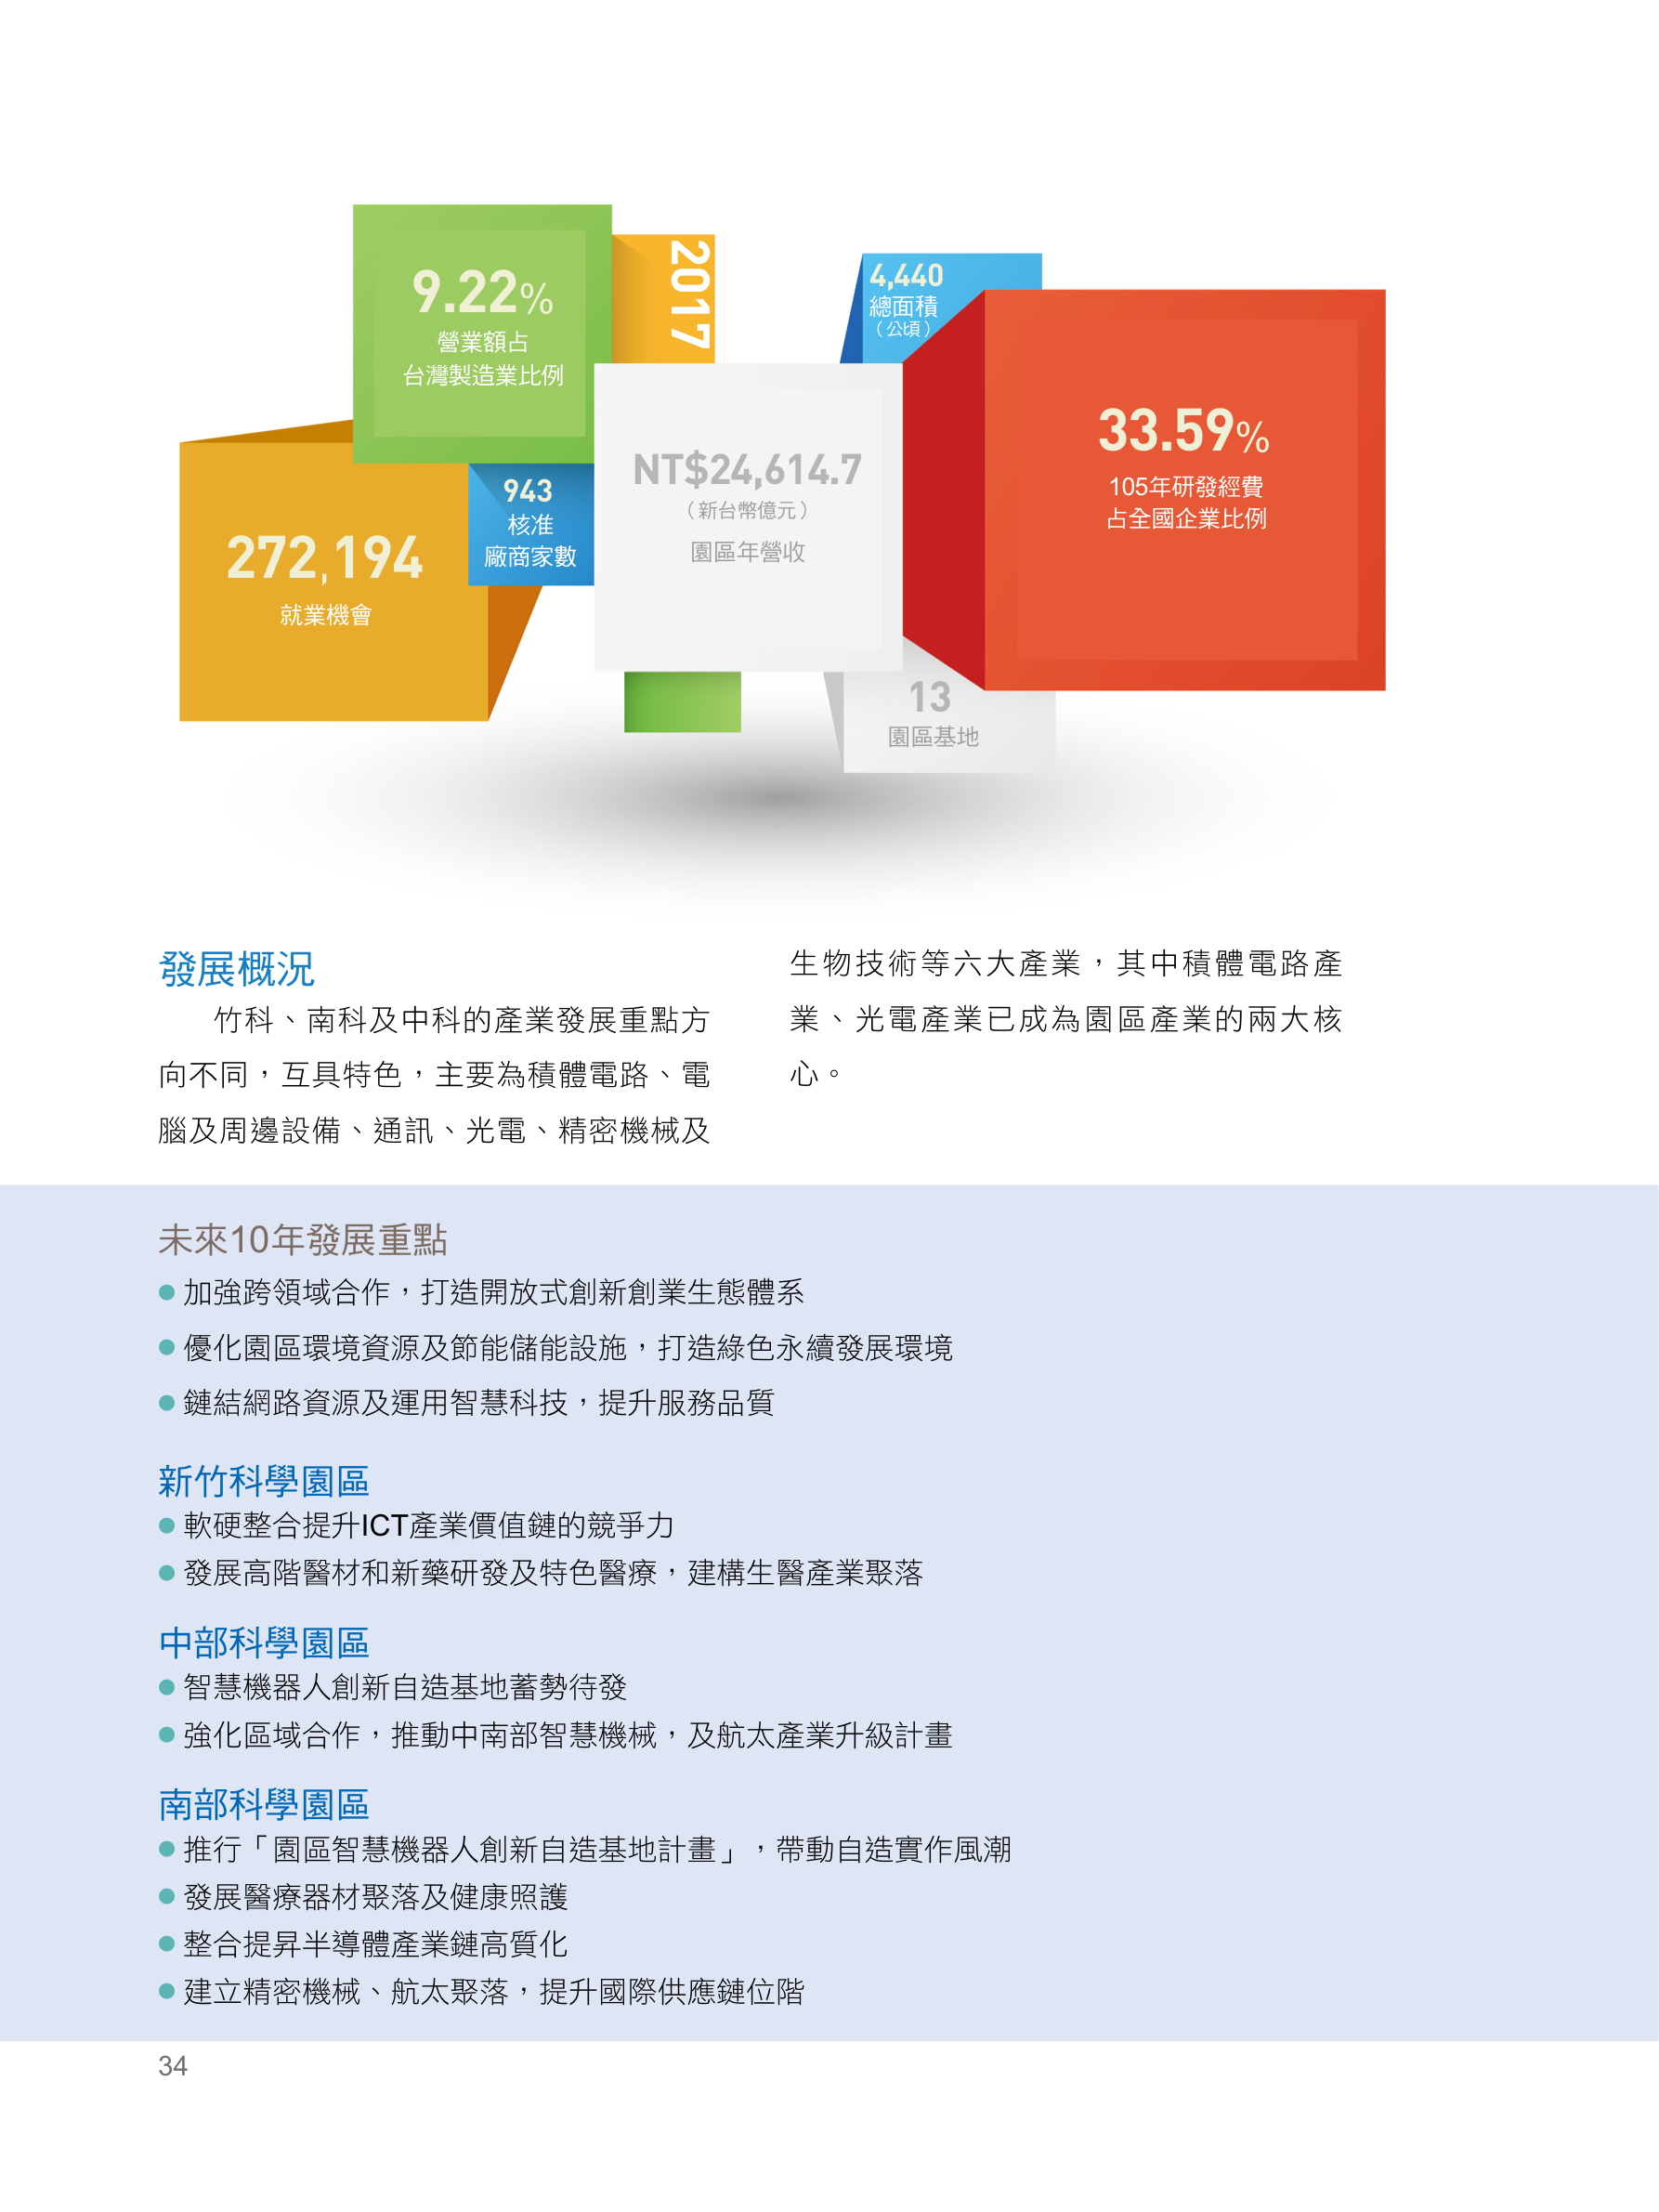 9.22%
營業額占
台灣製造業比例
2017
4,440
總面積
（公頃）
33.59%
105年研發經費
占全國企業比例
NT$24,614.7
（新台幣億元）
園區年營收
943
核准
廠商家數
272,194
就業機會
13
園區基地
發展概況
竹科、南科及中科的產業發展重點方
向不同，互具特色，主要為積體電路、電
腦及周邊設備、通訊、光電、精密機械及
生物技術等六大產業，其中積體電路產
業、光電產業已成為園區產業的兩大核
心。
未來10年發展重點
● 加強跨領域合作，打造開放式創新創業生態體系
● 優化園區環境資源及節能儲能設施，打造綠色永續發展環境
● 鏈結網路資源及運用智慧科技，提升服務品質
新竹科學園區
● 軟硬整合提升ICT產業價值鏈的競爭力
● 發展高階醫材和新藥研發及特色醫療，建構生醫產業聚落
中部科學園區
● 智慧機器人創新自造基地蓄勢待發
● 強化區域合作，推動中南部智慧機械，及航太產業升級計畫
南部科學園區
● 推行「園區智慧機器人創新自造基地計畫」，帶動自造實作風潮
● 發展醫療器材聚落及健康照護
● 整合提昇半導體產業鏈高質化
● 建立精密機械、航太聚落，提升國際供應鏈位階
34